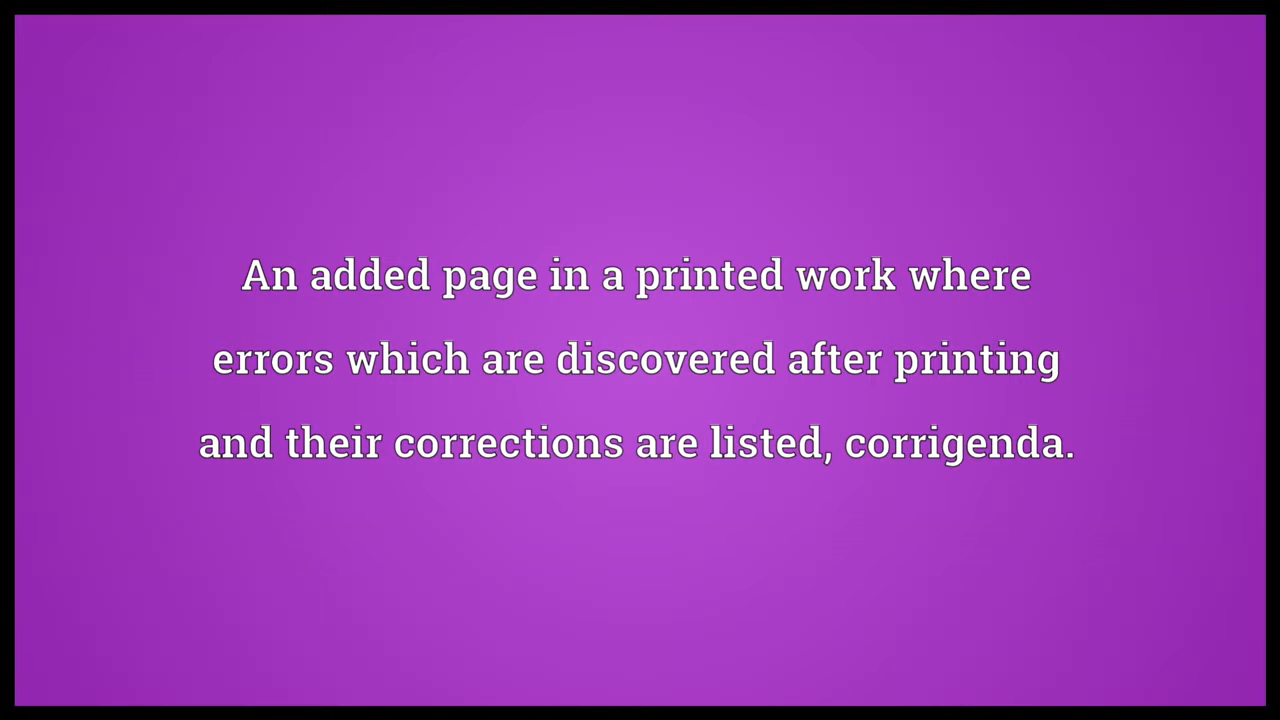 An added page in a printed work where
errors which are discovered after printing
and their corrections are listed, corrigenda.